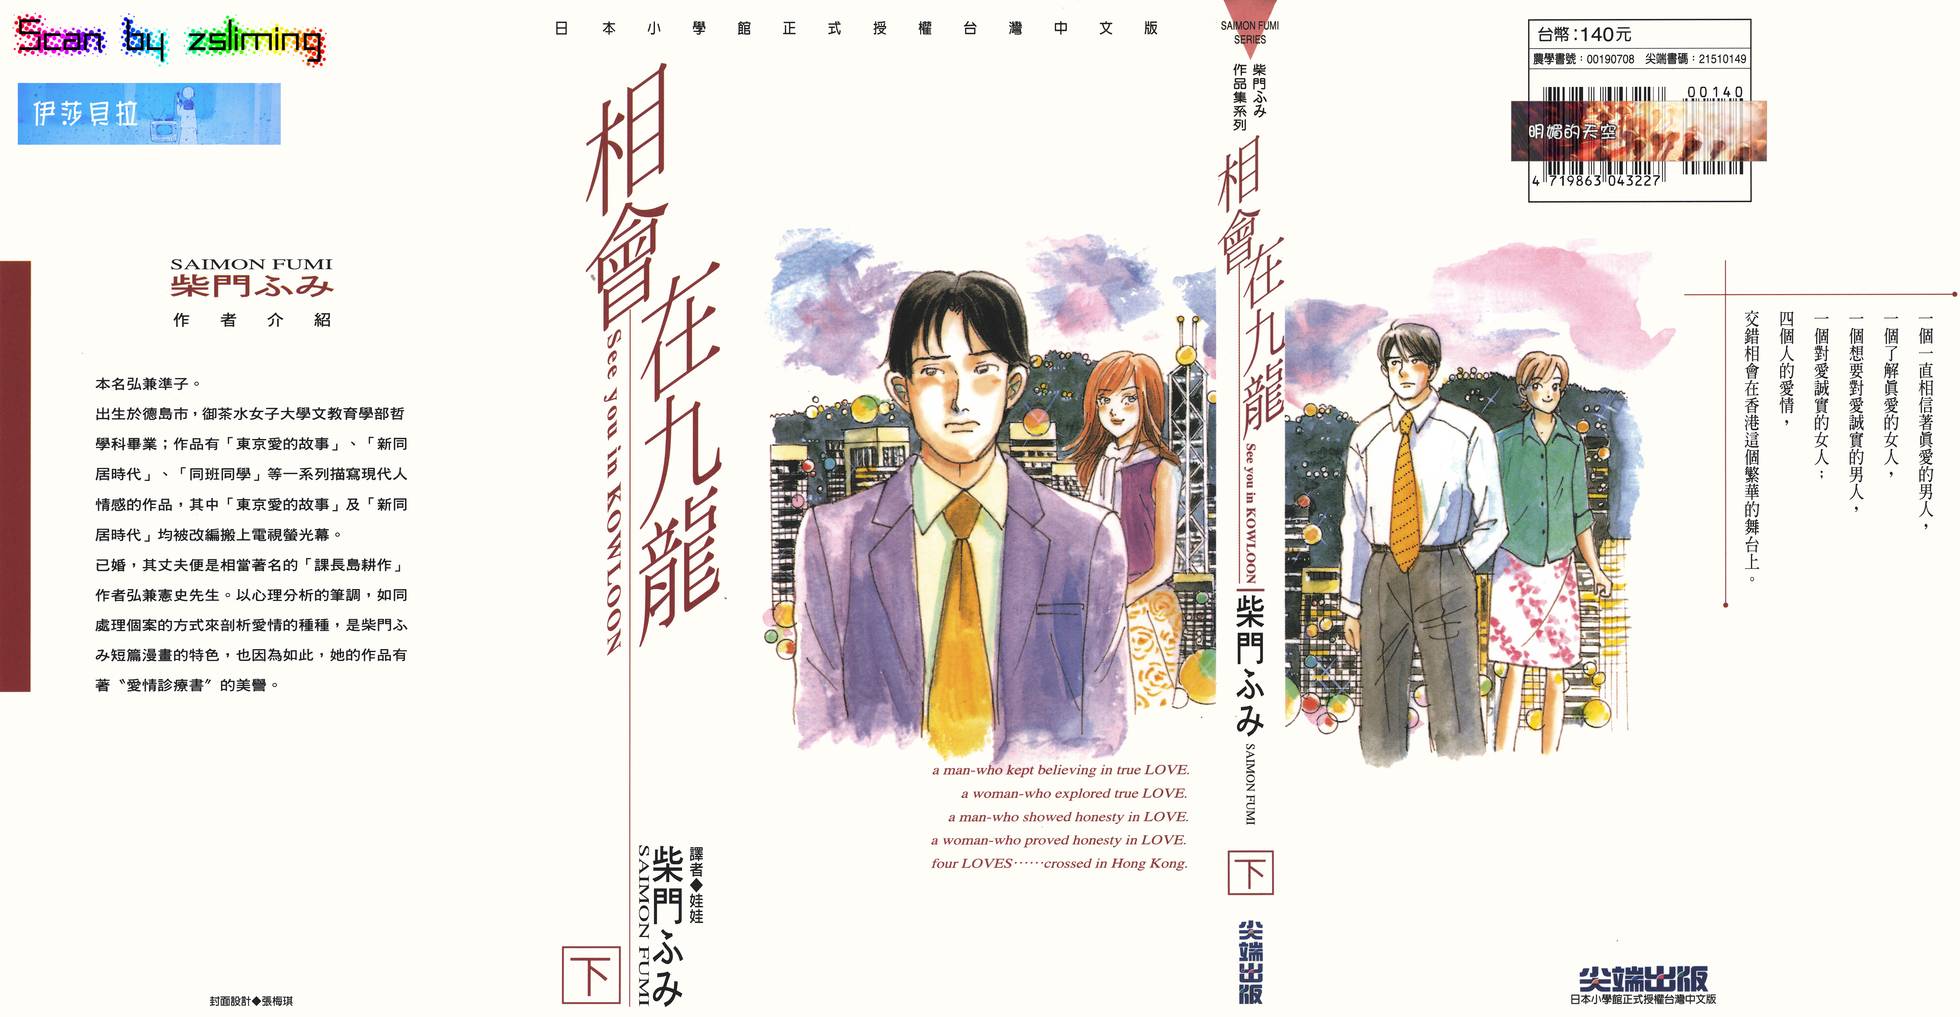 Scan by zsliming
伊莎貝拉
SAIMON FUMI
柴門ふみ
作者介紹
本名弘兼準子。
出生於德島市，御茶水女子大學文教育學部哲
學科畢業；作品有「東京愛的故事」、「新同
居時代」、「同班同學」等一系列描寫現代人
情感的作品，其中「東京愛的故事」及「新同
居時代」均被改編搬上電視螢光幕。
已婚，其丈夫便是相當著名的「課長島耕作」
作者弘兼憲史先生。以心理分析的筆調，如同
處理個案的方式來剖析愛情的種種，是柴門ふ
み短篇漫畫的特色，也因為如此，她的作品有
著〝愛情診療書〞的美譽。
封面設計◆張梅琪
日本小學館正式授權台灣中文版
相會在九龍
See you in KOWLOON
譯者◆娃娃
柴門ふみ
SAIMON FUMI
下
a man-who kept believing in true LOVE.
a woman-who explored true LOVE.
a man-who showed honesty in LOVE.
a woman-who proved honesty in LOVE.
four LOVES······crossed in Hong Kong.
SAIMON FUMI
SERIES
柴門ふみ
作品集系列
相會在九龍
See you in KOWLOON
柴門ふみ
SAIMON FUMI
下
尖端出版
台幣：140元
農學書號：00190708 尖端書碼：21510149
00140
明媚的天空
4 719863 043227
一個一直相信著眞愛的男人，
一個了解眞愛的女人，
一個想要對愛誠實的男人，
一個對愛誠實的女人；
四個人的愛情，
交錯相會在香港這個繁華的舞台上。
尖端出版
日本小學館正式授權台灣中文版